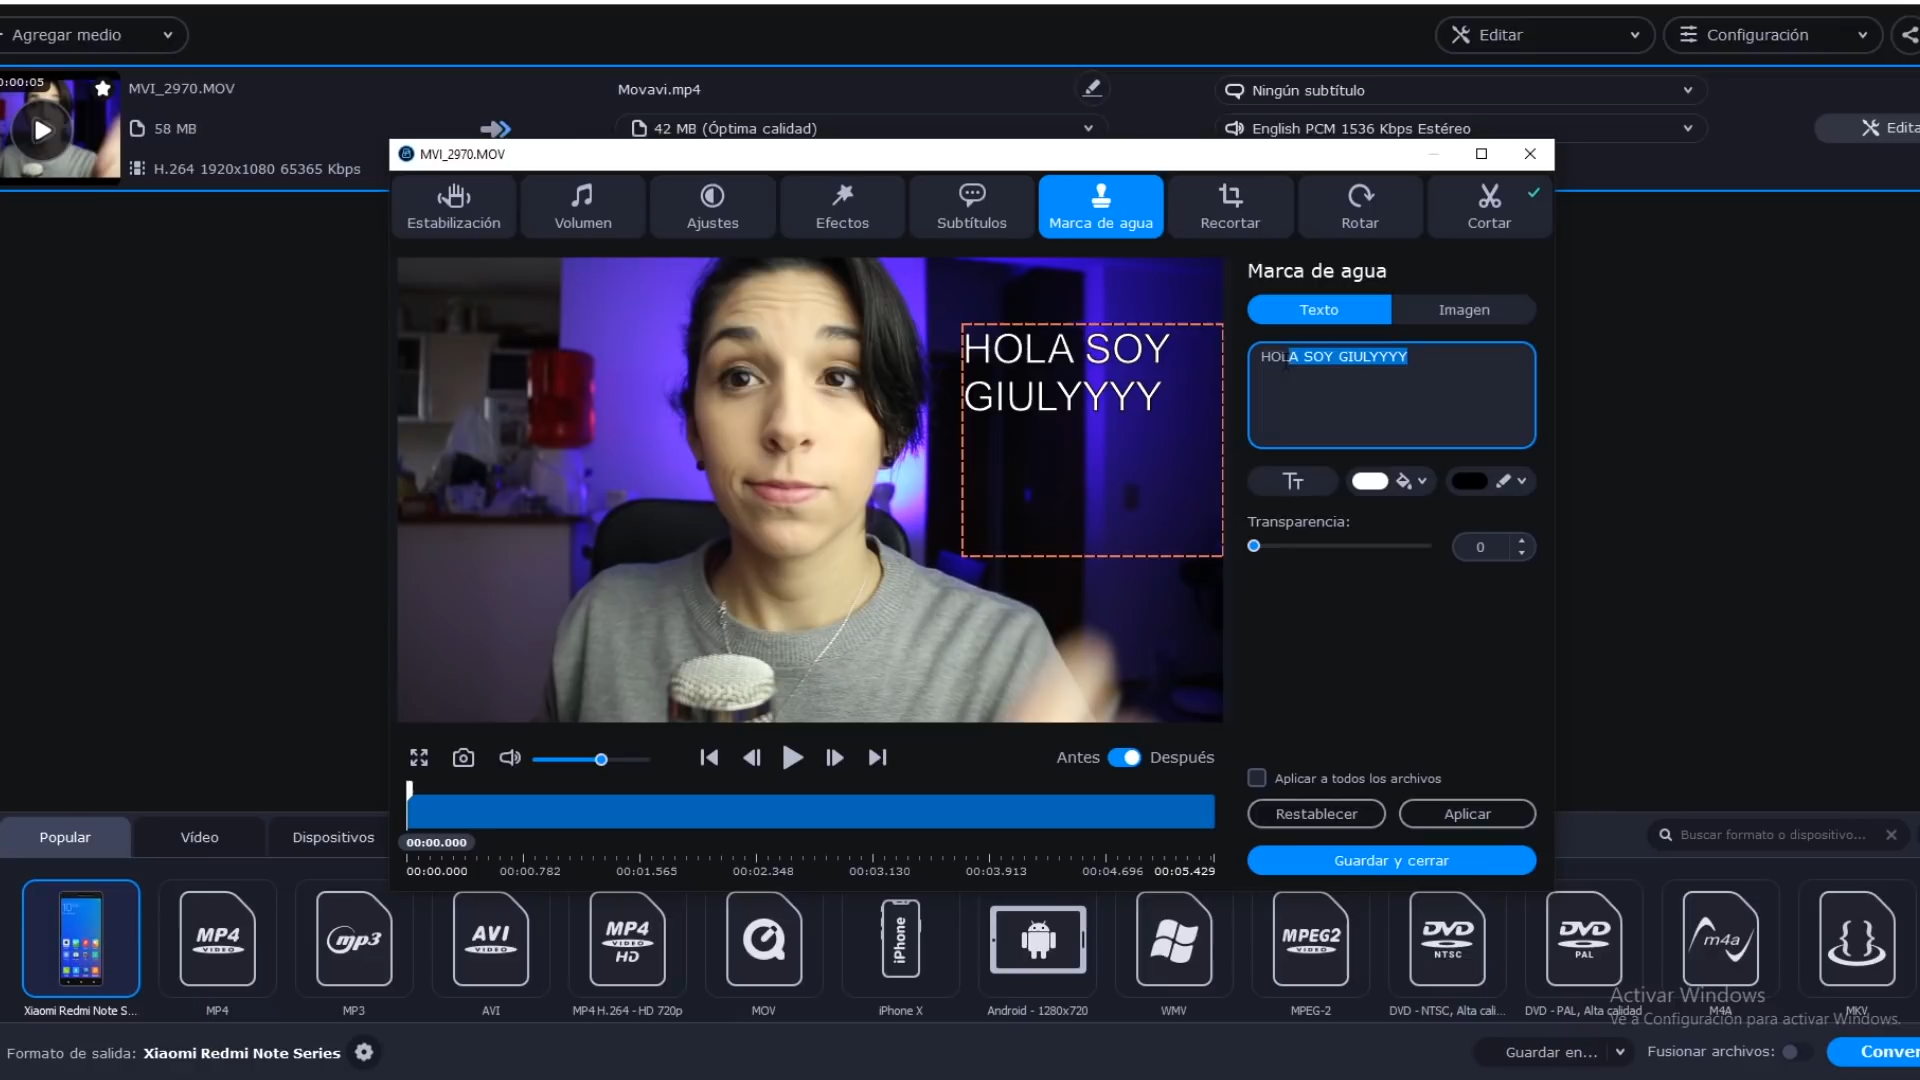 Agregar medio
Editar
Configuración
0:00:05
MVI_2970.MOV
Movavi.mp4
Ningún subtítulo
58 MB
42 MB (Óptima calidad)
English PCM 1536 Kbps Estéreo
H.264 1920x1080 65365 Kbps
MVI_2970.MOV
Estabilización
Volumen
Ajustes
Efectos
Subtítulos
Marca de agua
Recortar
Rotar
Cortar
HOLA SOY
GIULYYYY
Marca de agua
Texto
Imagen
HOLA SOY GIULYYYY
Transparencia:
0
Antes
Después
Aplicar a todos los archivos
Restablecer
Aplicar
Guardar y cerrar
00:00.000
00:00.000
00:00.782
00:01.565
00:02.348
00:03.130
00:03.913
00:04.696
00:05.429
Popular
Vídeo
Dispositivos
Buscar formato o dispositivo...
MP4
VIDEO
mp3
AVI
VIDEO
MP4
VIDEO
HD
iPhone
MPEG2
VIDEO
DVD
NTSC
DVD
PAL
m4a
Xiaomi Redmi Note S...
MP4
MP3
AVI
MP4 H.264 - HD 720p
MOV
iPhone X
Android - 1280x720
WMV
MPEG-2
DVD - NTSC, Alta cali...
DVD - PAL, Alta calidad
M4A
MKV
Activar Windows
Ve a Configuración para activar Windows.
Formato de salida: Xiaomi Redmi Note Series
Guardar en...
Fusionar archivos: